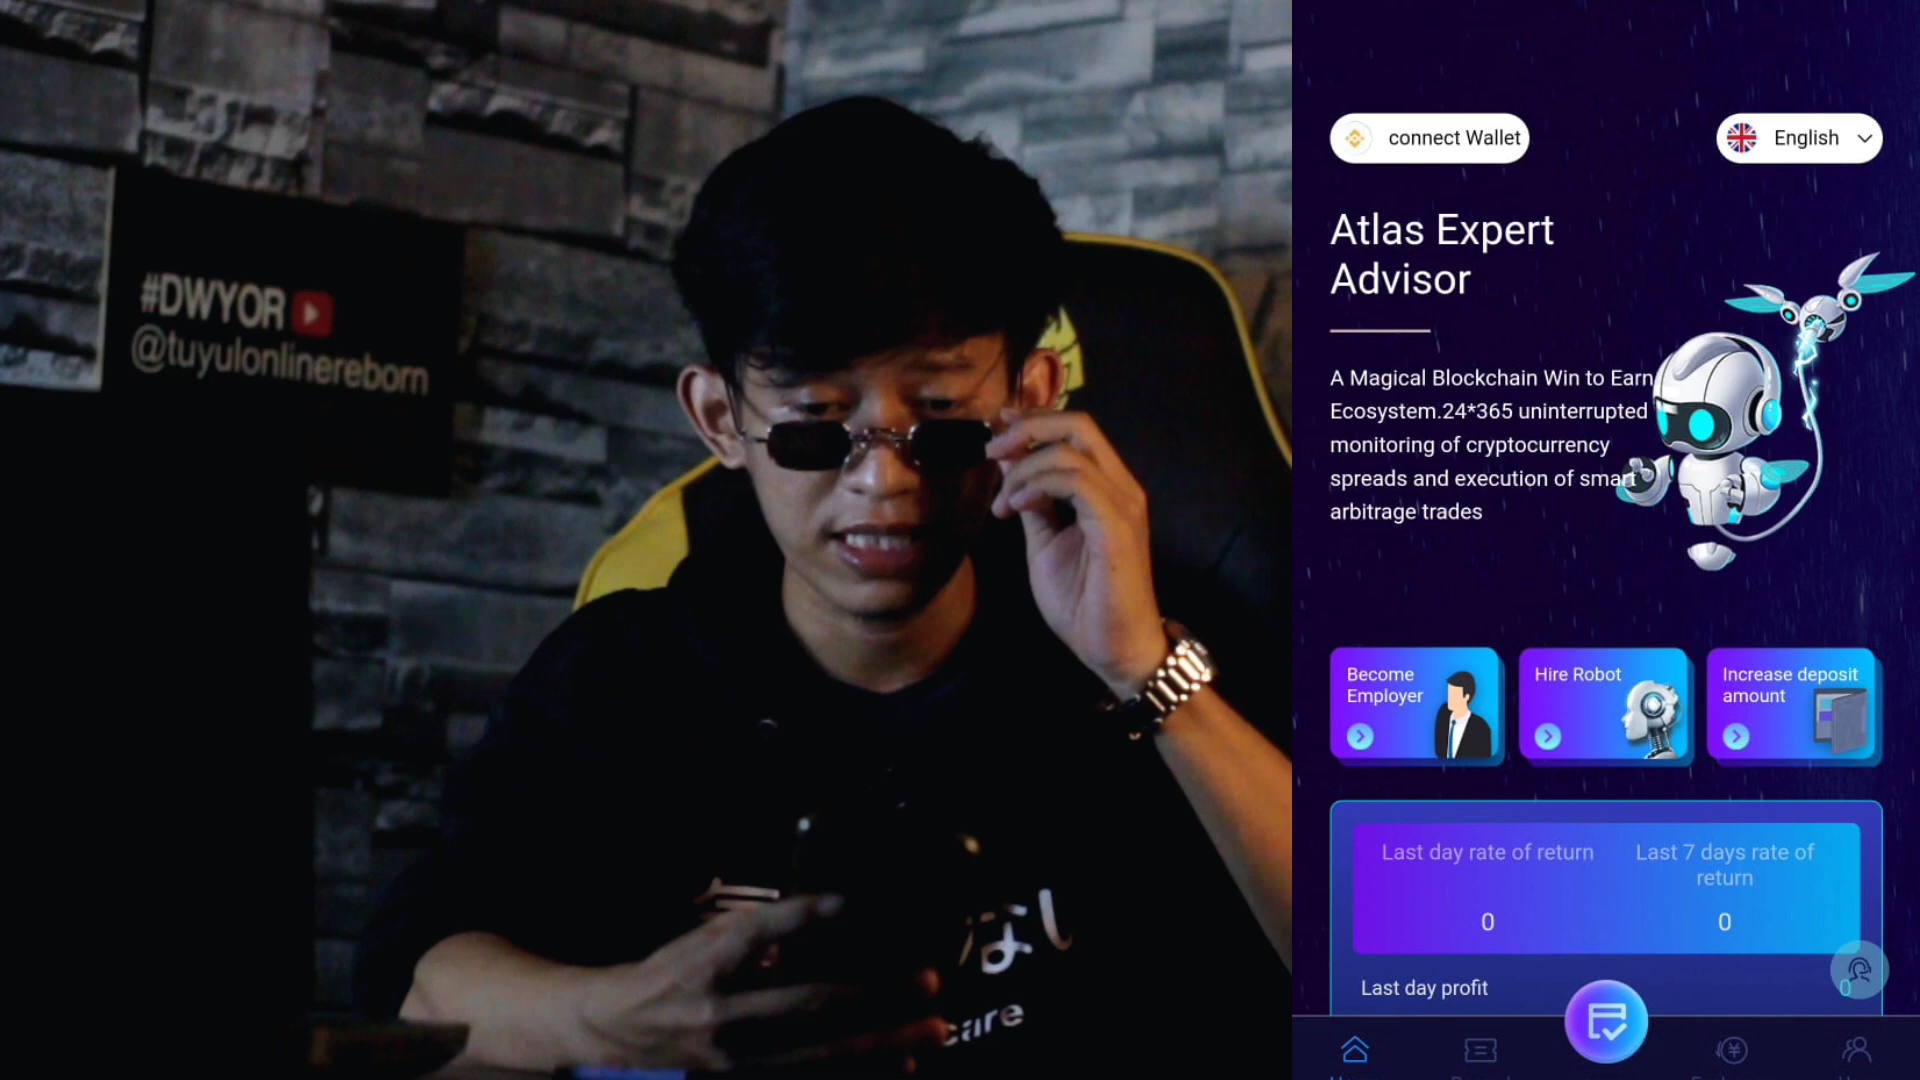 #DWYOR
@tuyulonlinereborn
care
connect Wallet
English
Atlas Expert
Advisor
A Magical Blockchain Win to Earn
Ecosystem.24*365 uninterrupted
monitoring of cryptocurrency
spreads and execution of smart
arbitrage trades
Become
Employer
Hire Robot
Increase deposit
amount
Last day rate of return
Last 7 days rate of
return
0
0
Last day profit
0